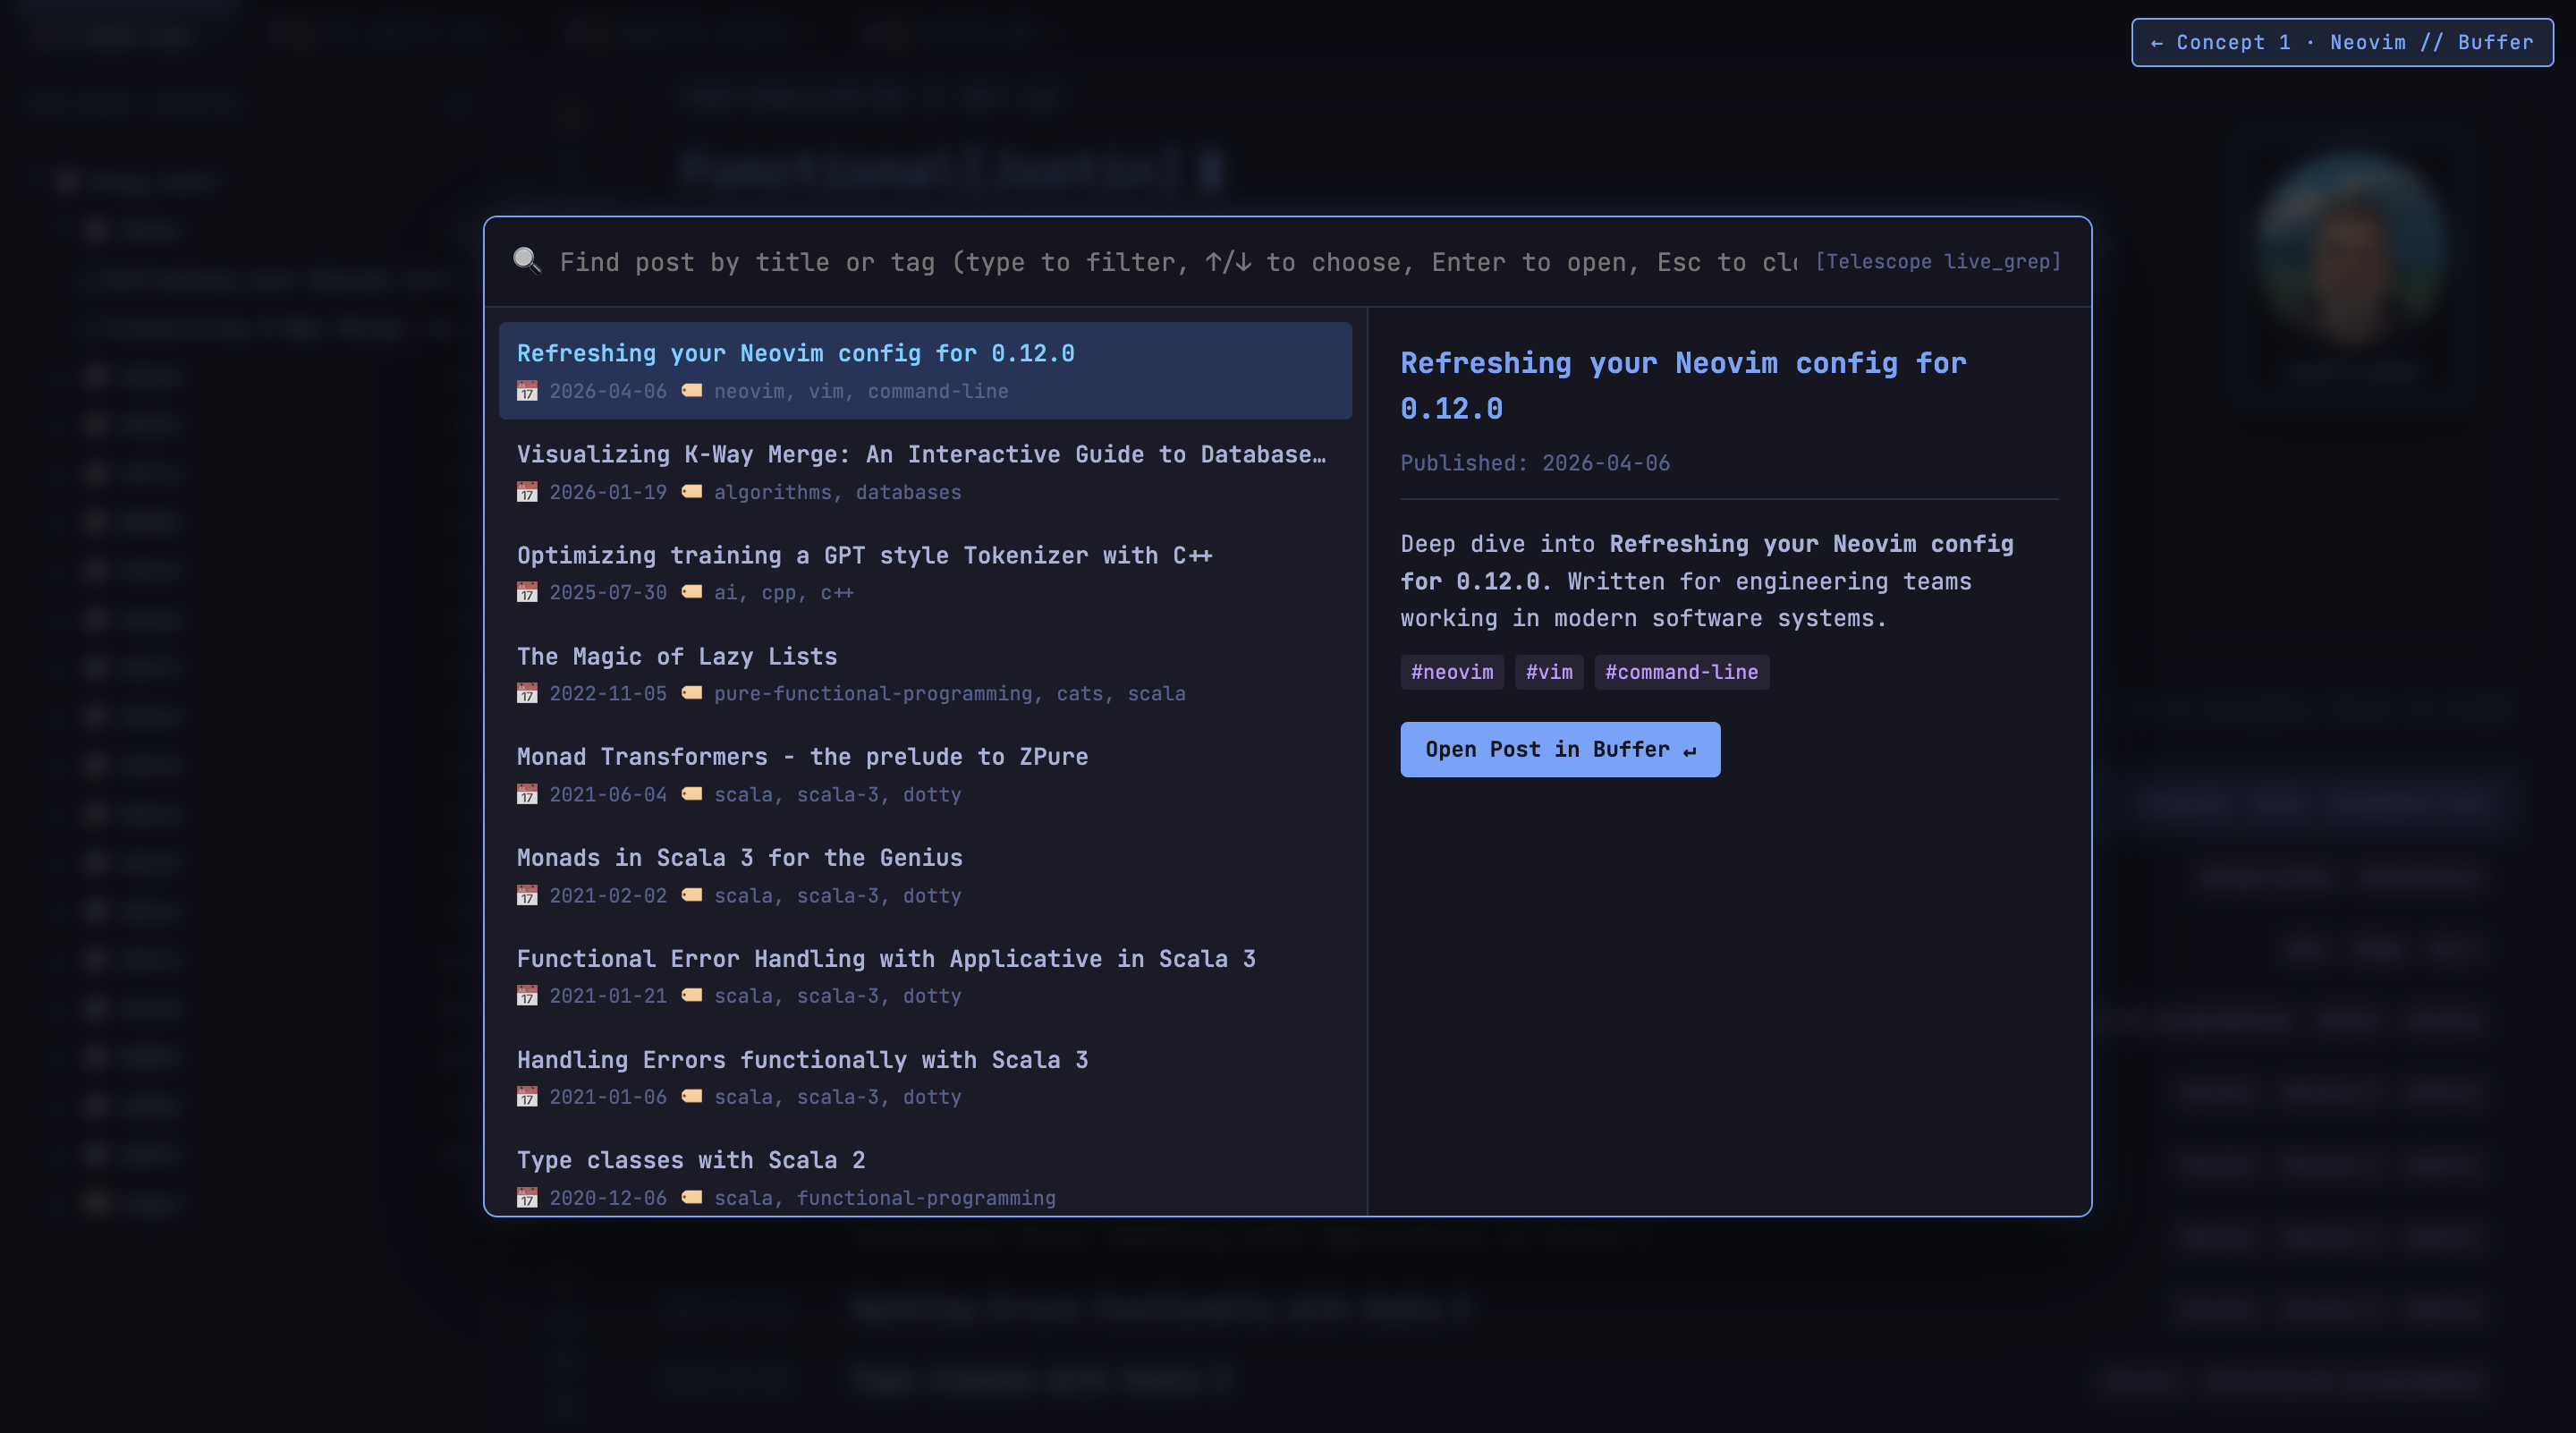 ← Concept 1 · Neovim // Buffer
Functional[Justin]
Find post by title or tag (type to filter, ↑/↓ to choose, Enter to open, Esc to clo
[Telescope live_grep]
Refreshing your Neovim config for 0.12.0
2026-04-06 neovim, vim, command-line
Visualizing K-Way Merge: An Interactive Guide to Database…
2026-01-19 algorithms, databases
Optimizing training a GPT style Tokenizer with C++
2025-07-30 ai, cpp, c++
The Magic of Lazy Lists
2022-11-05 pure-functional-programming, cats, scala
Monad Transformers - the prelude to ZPure
2021-06-04 scala, scala-3, dotty
Monads in Scala 3 for the Genius
2021-02-02 scala, scala-3, dotty
Functional Error Handling with Applicative in Scala 3
2021-01-21 scala, scala-3, dotty
Handling Errors functionally with Scala 3
2021-01-06 scala, scala-3, dotty
Type classes with Scala 2
2020-12-06 scala, functional-programming
Refreshing your Neovim config for
0.12.0
Published: 2026-04-06
Deep dive into Refreshing your Neovim config
for 0.12.0. Written for engineering teams
working in modern software systems.
#neovim #vim #command-line
Open Post in Buffer ↵